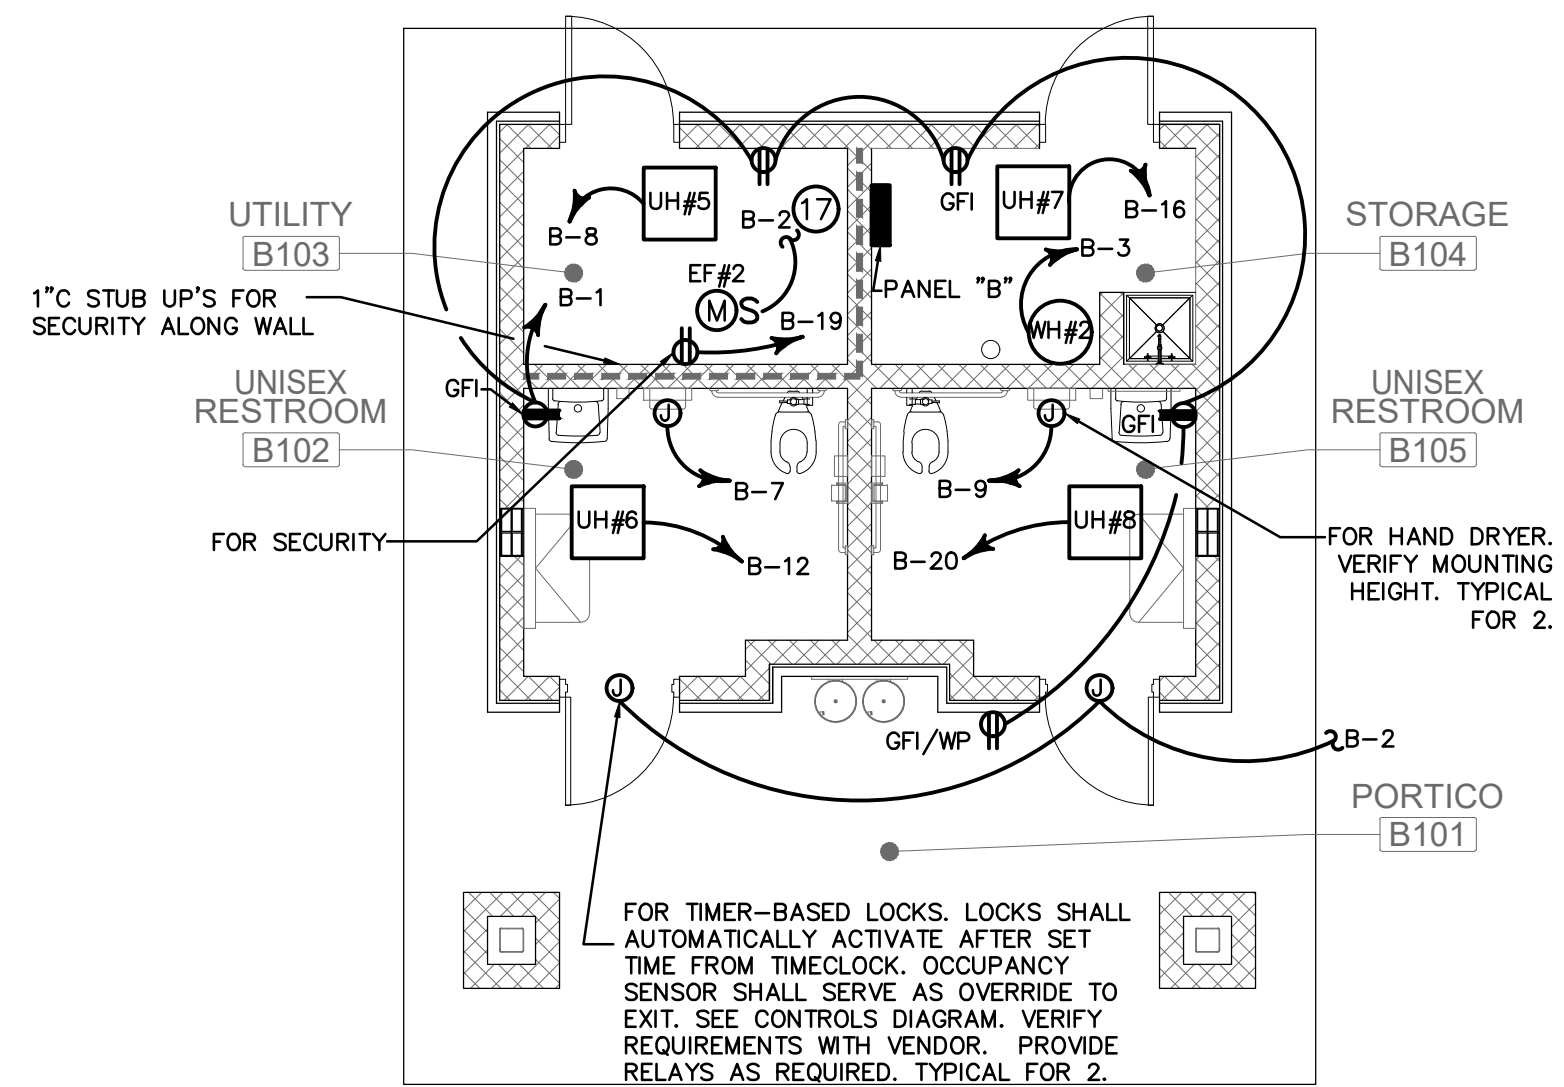 UTILITY
B103
1"C STUB UP'S FOR
SECURITY ALONG WALL
UNISEX
RESTROOM
B102
FOR SECURITY
UH#5
B-8
B-2
17
EF#2
M
S
B-1
B-19
GFI
J
B-7
UH#6
B-12
J
GFI
UH#7
B-16
B-3
PANEL "B"
WH#2
J
GFI
B-9
UH#8
B-20
J
GFI/WP
B-2
STORAGE
B104
UNISEX
RESTROOM
B105
FOR HAND DRYER.
VERIFY MOUNTING
HEIGHT. TYPICAL
FOR 2.
PORTICO
B101
FOR TIMER-BASED LOCKS. LOCKS SHALL
AUTOMATICALLY ACTIVATE AFTER SET
TIME FROM TIMECLOCK. OCCUPANCY
SENSOR SHALL SERVE AS OVERRIDE TO
EXIT. SEE CONTROLS DIAGRAM. VERIFY
REQUIREMENTS WITH VENDOR. PROVIDE
RELAYS AS REQUIRED. TYPICAL FOR 2.